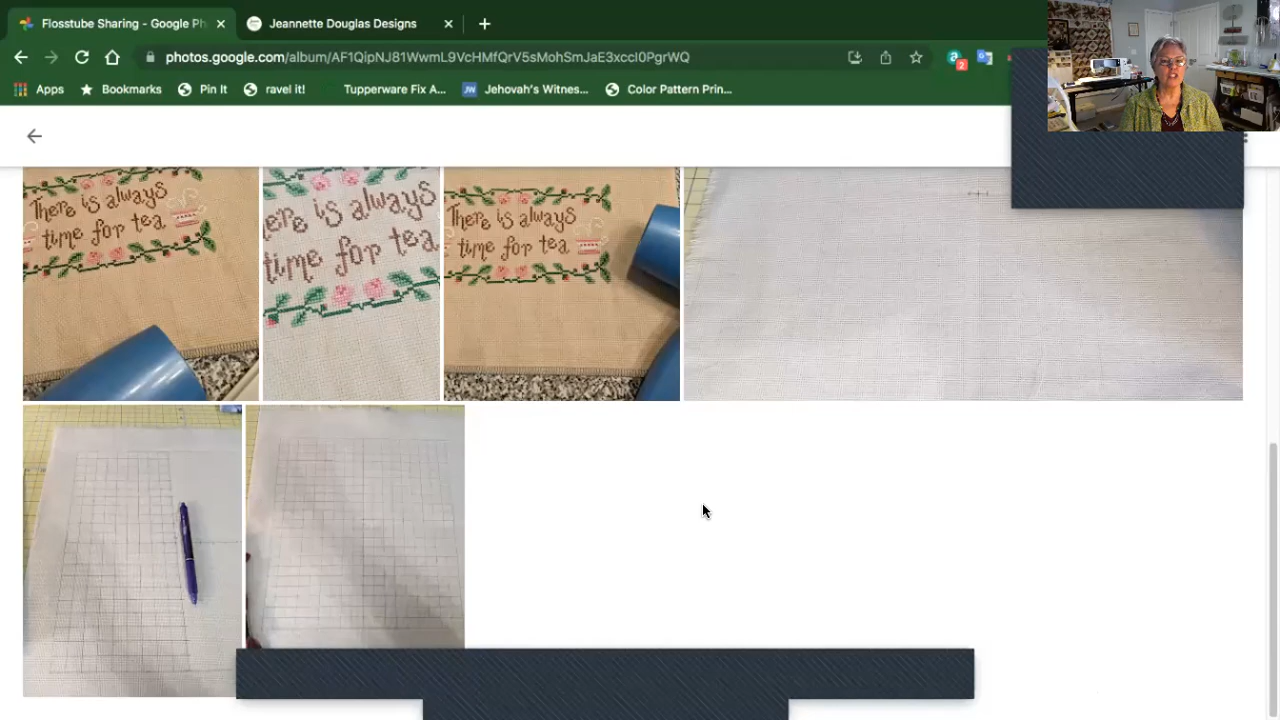 Flosstube Sharing - Google Ph
Jeannette Douglas Designs
photos.google.com/album/AF1QipNJ81WwmL9VcHMfQrV5sMohSmJaE3xccI0PgrWQ
2
Apps
Bookmarks
Pin It
ravel it!
Tupperware Fix A...
JW
Jehovah's Witnes...
Color Pattern Prin...
There is always
time for tea
ere is always
time for tea
There is always
time for tea